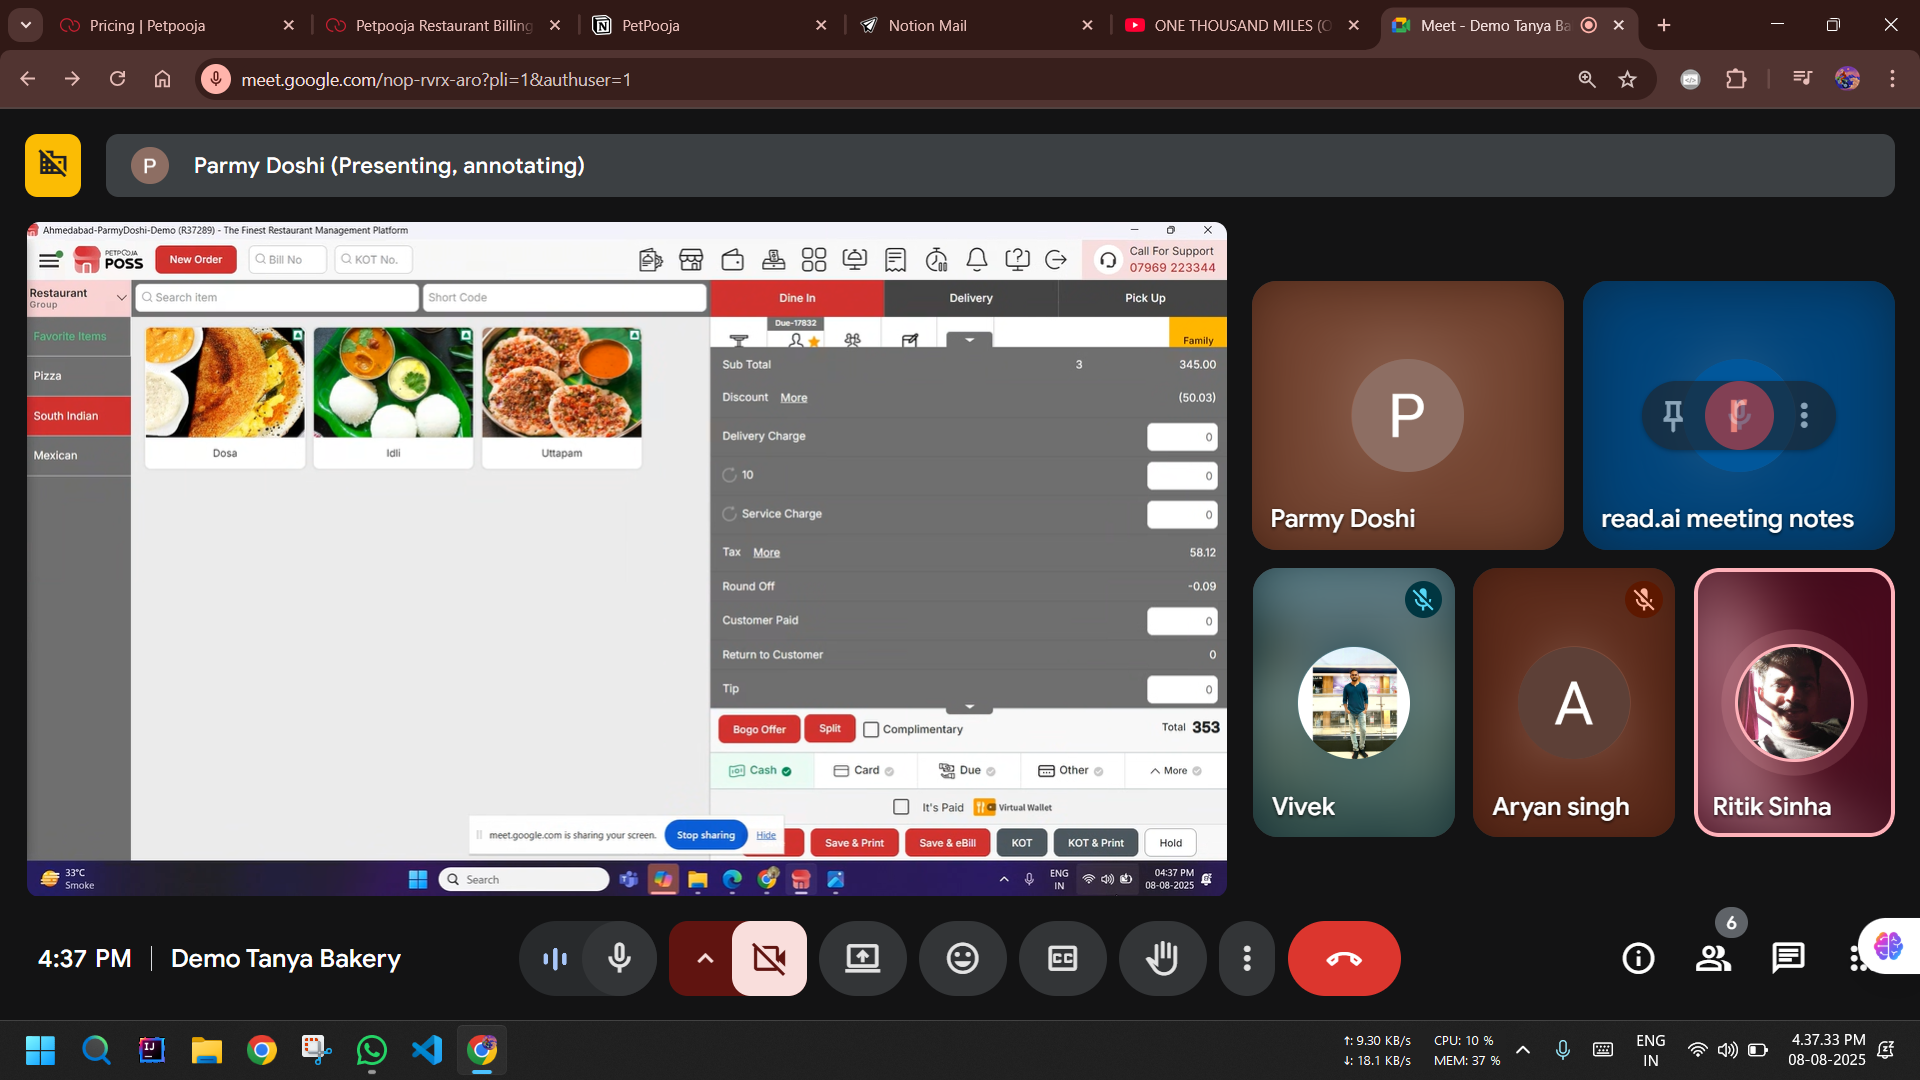 Pricing | Petpooja
Petpooja Restaurant Billing
PetPooja
Notion Mail
ONE THOUSAND MILES (O
Meet - Demo Tanya Ba
meet.google.com/nop-rvrx-aro?pli=1&authuser=1
P
Parmy Doshi (Presenting, annotating)
Ahmedabad-ParmyDoshi-Demo (R37289) - The Finest Restaurant Management Platform
PETPOOJA
POSS
New Order
Bill No
KOT No.
Call For Support
07969 223344
Restaurant
Group
Search item
Short Code
Dine In
Delivery
Pick Up
Favorite Items
Pizza
South Indian
Mexican
Dosa
Idli
Uttapam
Due-17832
Family
Sub Total 3 345.00
Discount More (50.03)
Delivery Charge 0
10 0
Service Charge 0
Tax More 58.12
Round Off -0.09
Customer Paid 0
Return to Customer 0
Tip 0
Bogo Offer
Split
Complimentary
Total 353
Cash
Card
Due
Other
More
It's Paid
Virtual Wallet
meet.google.com is sharing your screen.
Stop sharing
Hide
Save & Print
Save & eBill
KOT
KOT & Print
Hold
33°C
Smoke
Search
ENG
IN
04:37 PM
08-08-2025
P
Parmy Doshi
r
read.ai meeting notes
Vivek
A
Aryan singh
Ritik Sinha
4:37 PM
Demo Tanya Bakery
CC
6
IJ
↑: 9.30 KB/s
↓: 18.1 KB/s
CPU: 10 %
MEM: 37 %
ENG
IN
4.37.33 PM
08-08-2025